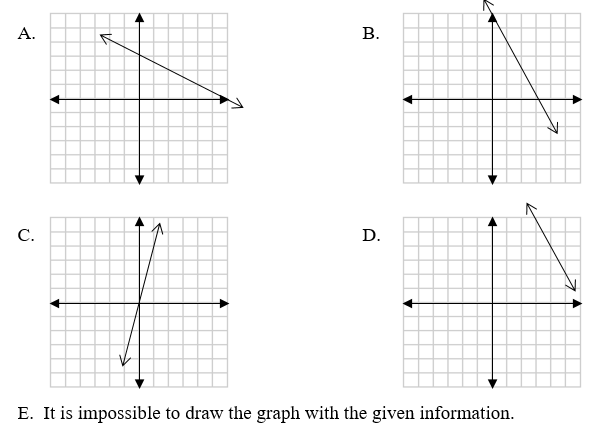 A. B.
C. D.
E. It is impossible to draw the graph with the given information.